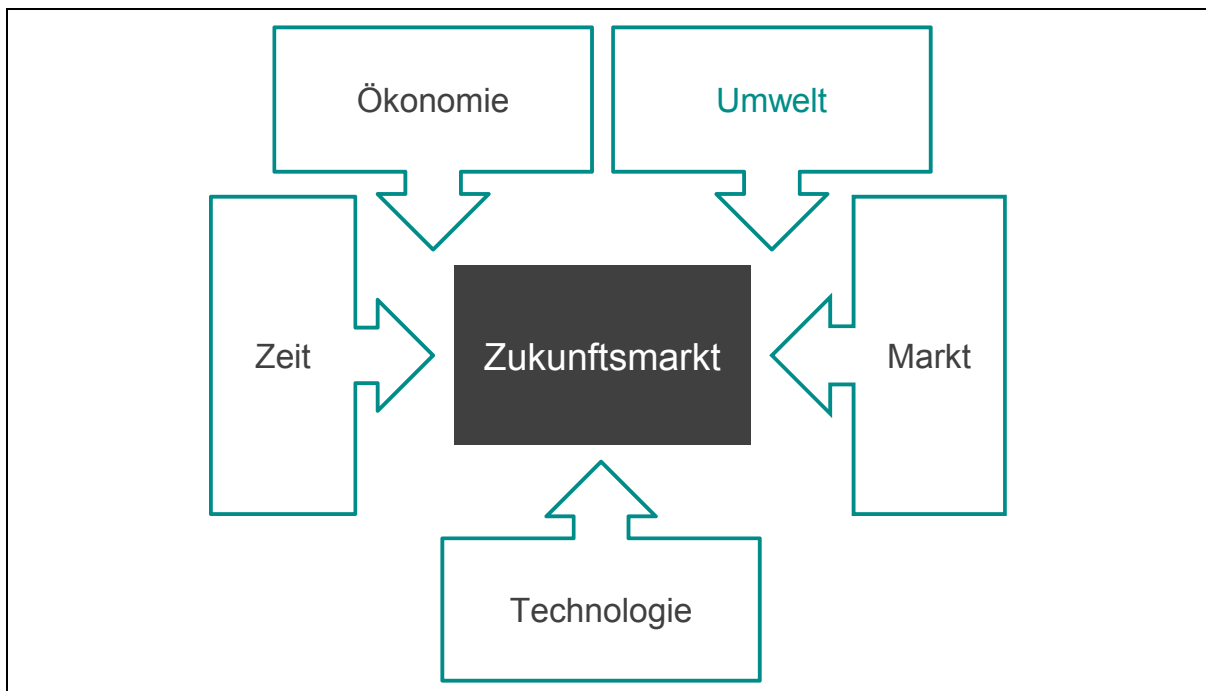 Ökonomie
Umwelt
Zeit
Zukunftsmarkt
Markt
Technologie